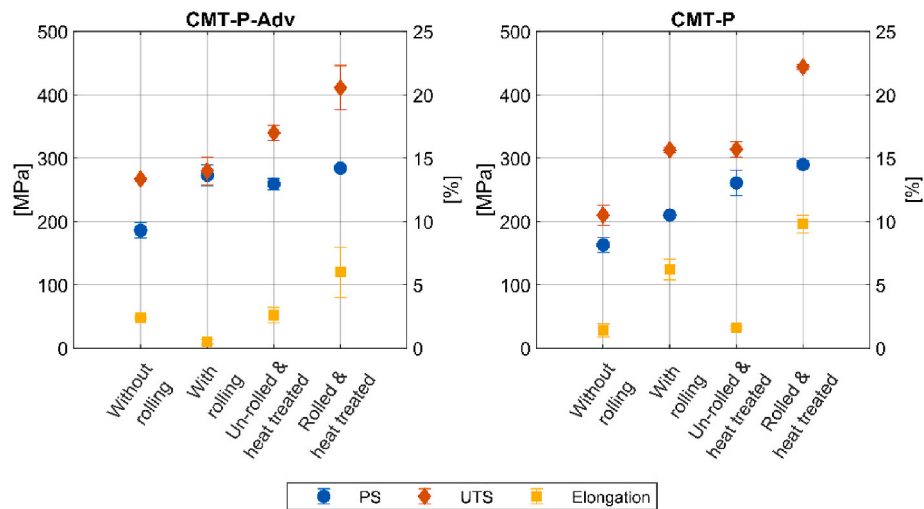 CMT-P-Adv
500
400
300
200
100
0
[MPa]
25
20
15
10
5
0
[%]
Without
rolling
With
rolling
Un-rolled &
heat treated
Rolled &
heat treated
CMT-P
500
400
300
200
100
0
[MPa]
25
20
15
10
5
0
[%]
Without
rolling
With
rolling
Un-rolled &
heat treated
Rolled &
heat treated
PS UTS Elongation